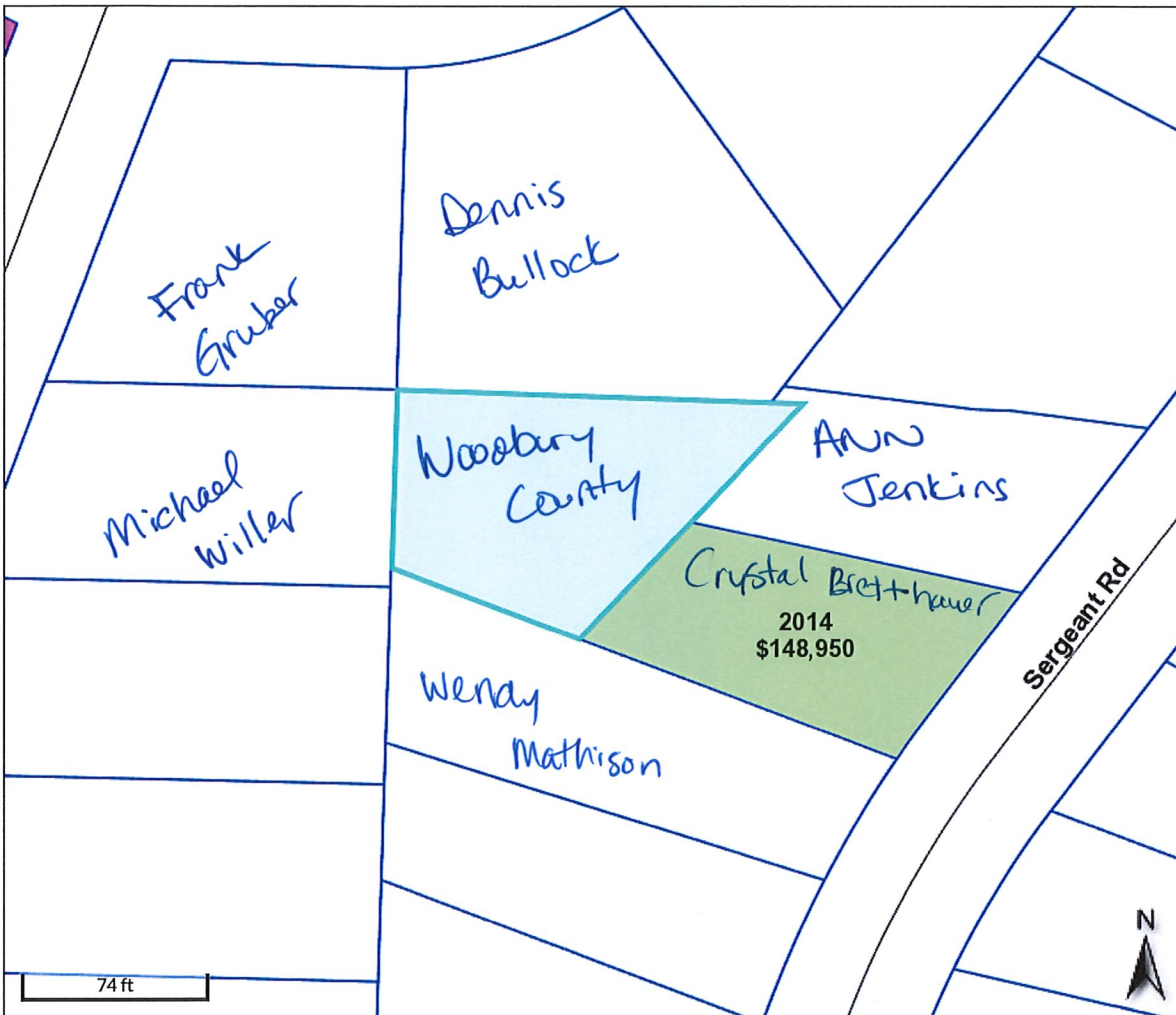 Dennis
Bullock
Frank
Gruber
Woodbury
County
ANN
Jenkins
Michael
Willer
Crystal Bretthauer
2014
$148,950
Sergeant Rd
Wendy
Mathison
N
74 ft